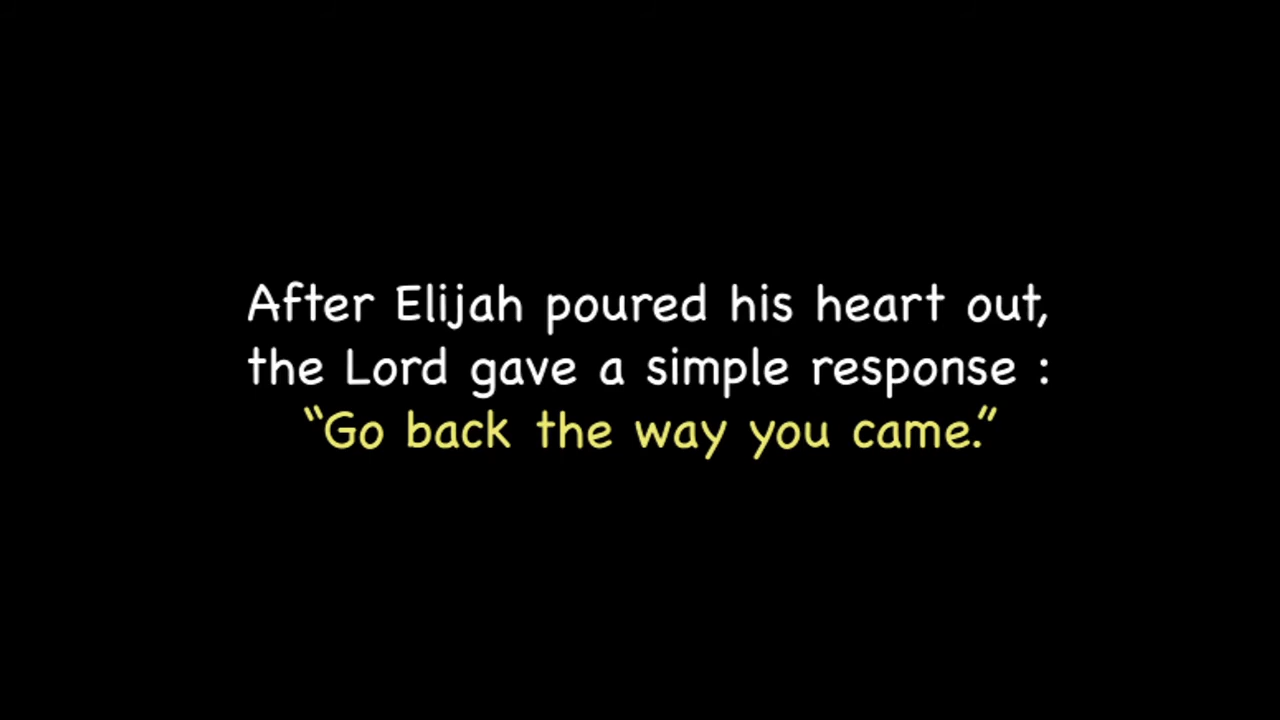 After Elijah poured his heart out,
the Lord gave a simple response :
“Go back the way you came.”